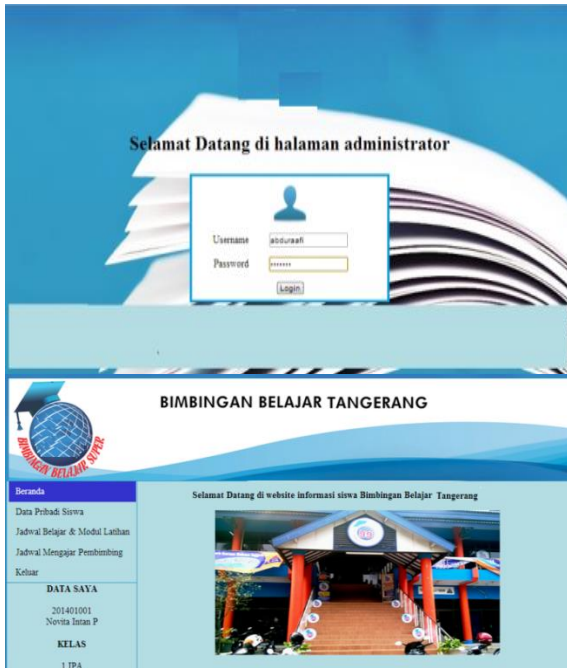 Selamat Datang di halaman administrator
Username abduraafi
Password
Login
BIMBINGAN BELAJAR TANGERANG
BIMBINGAN BELAJAR SUPER
Beranda
Selamat Datang di website informasi siswa Bimbingan Belajar Tangerang
Data Pribadi Siswa
Jadwal Belajar & Modul Latihan
Jadwal Mengajar Pembimbing
Keluar
DATA SAYA
201401001
Novita Intan P
KELAS
1 IPA